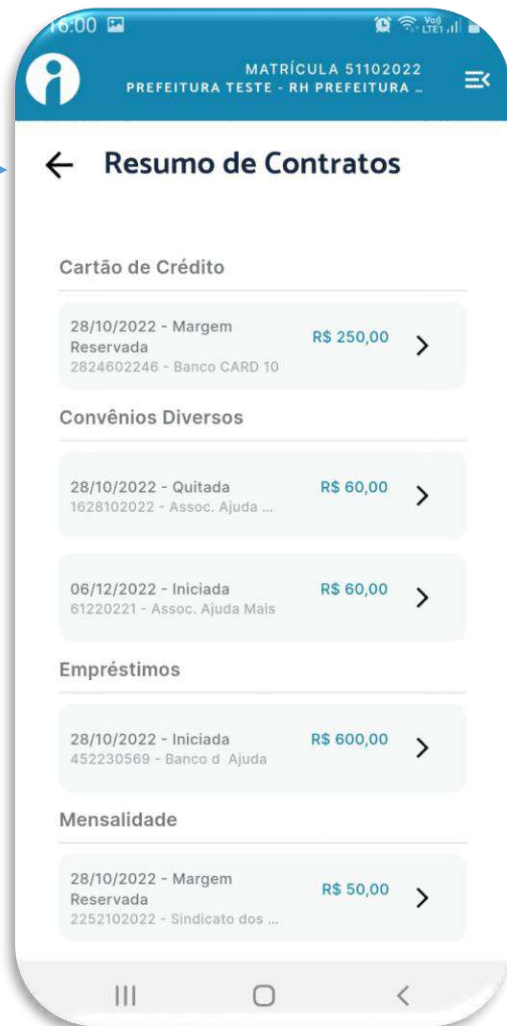 16:00
Vo))
LTE1
MATRÍCULA 51102022
PREFEITURA TESTE - RH PREFEITURA _
Resumo de Contratos
Cartão de Crédito
28/10/2022 - Margem
Reservada
R$ 250,00
2824602246 - Banco CARD 10
Convênios Diversos
28/10/2022 - Quitada
R$ 60,00
1628102022 - Assoc. Ajuda ...
06/12/2022 - Iniciada
R$ 60,00
61220221 - Assoc. Ajuda Mais
Empréstimos
28/10/2022 - Iniciada
R$ 600,00
452230569 - Banco d Ajuda
Mensalidade
28/10/2022 - Margem
Reservada
R$ 50,00
2252102022 - Sindicato dos ...